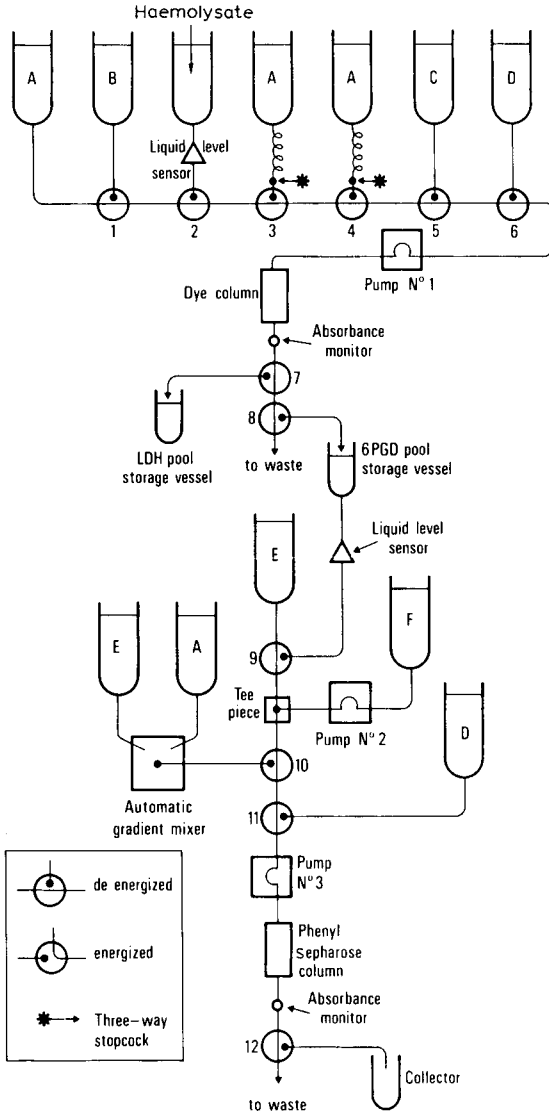 Haemolysate
A
B
A
A
C
D
Liquid level
sensor
1
2
3
4
5
6
Pump N° 1
Dye column
Absorbance
monitor
7
8
LDH pool
storage vessel
to waste
6PGD pool
storage vessel
Liquid level
sensor
E
E
A
F
9
Tee
piece
Pump N° 2
D
10
Automatic
gradient mixer
11
Pump
N° 3
de energized
energized
Three-way
stopcock
Phenyl
Sepharose
column
Absorbance
monitor
12
Collector
to waste